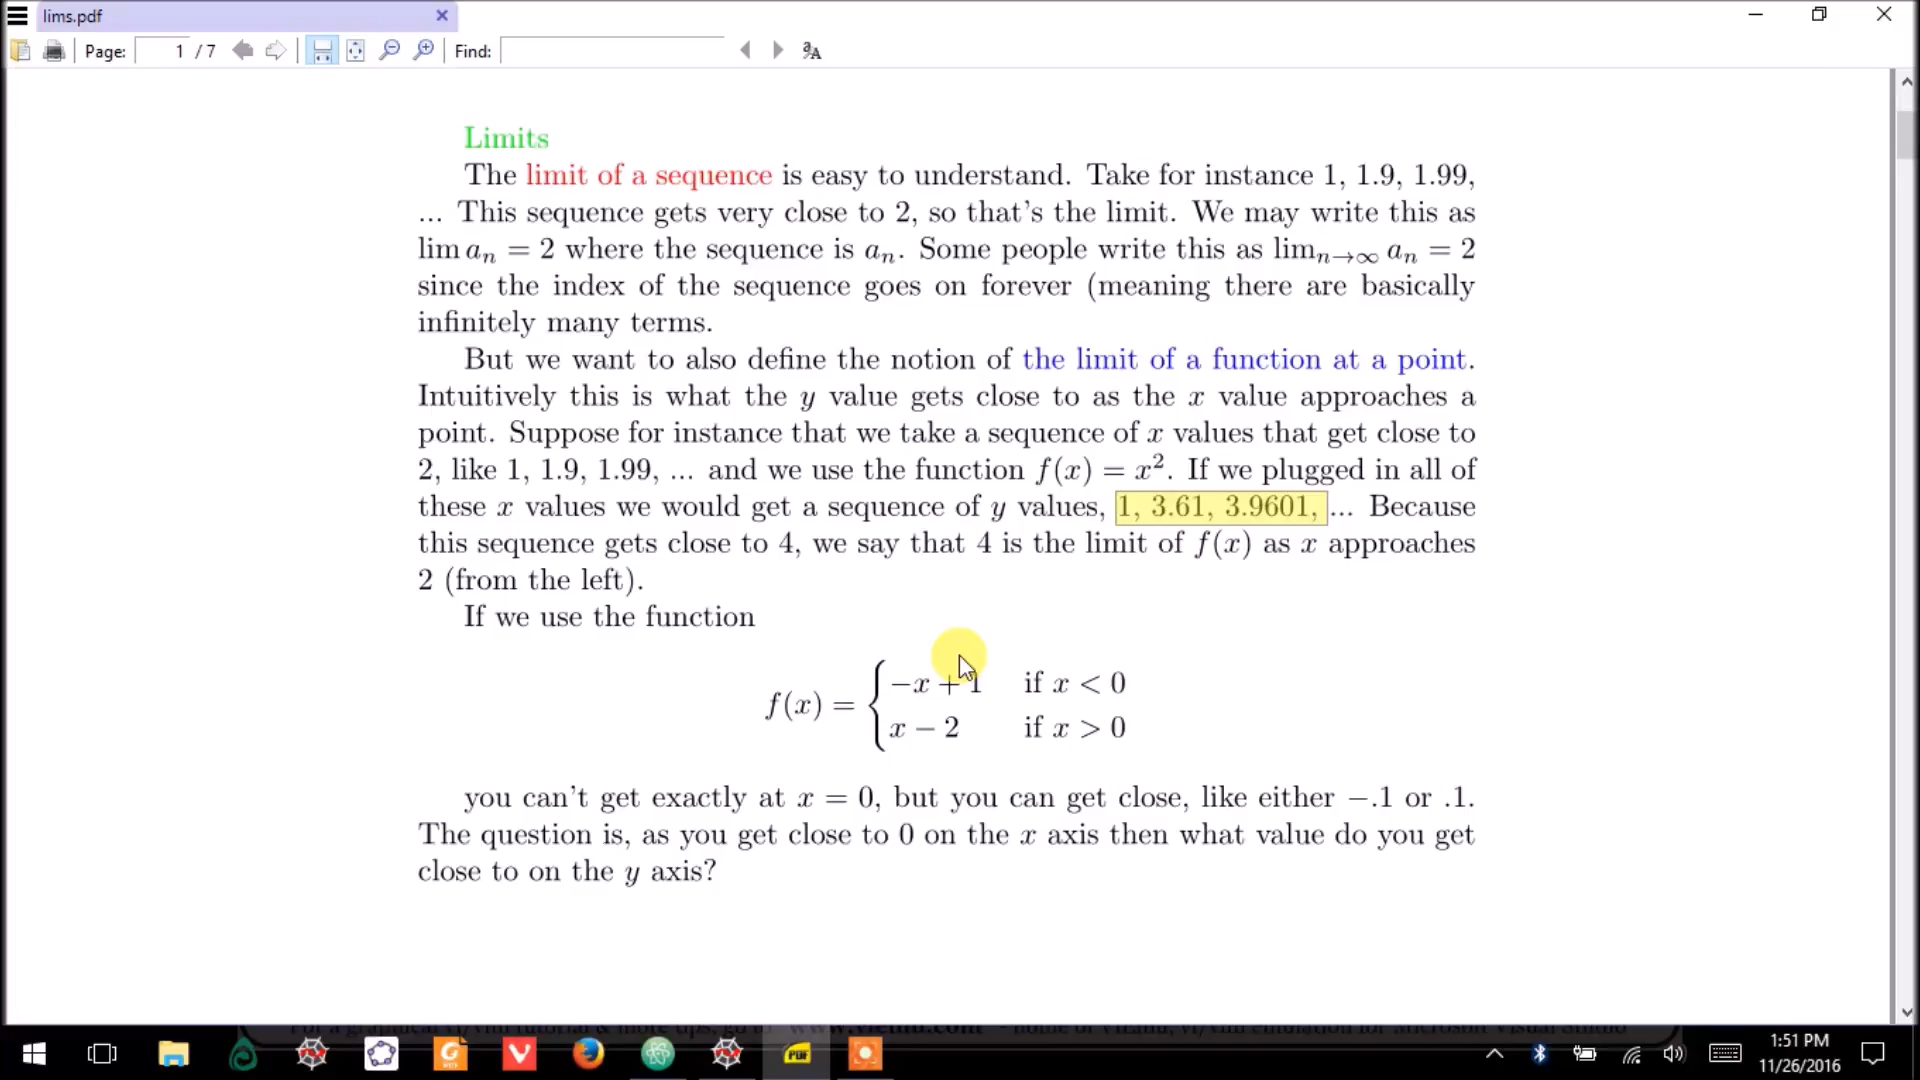 lims.pdf
Page: 1 / 7 Find:
Limits
The limit of a sequence is easy to understand. Take for instance 1, 1.9, 1.99,
... This sequence gets very close to 2, so that's the limit. We may write this as
lim aₙ = 2 where the sequence is aₙ. Some people write this as limₙ→∞ aₙ = 2
since the index of the sequence goes on forever (meaning there are basically
infinitely many terms.
But we want to also define the notion of the limit of a function at a point.
Intuitively this is what the y value gets close to as the x value approaches a
point. Suppose for instance that we take a sequence of x values that get close to
2, like 1, 1.9, 1.99, ... and we use the function f(x) = x². If we plugged in all of
these x values we would get a sequence of y values, 1, 3.61, 3.9601, ... Because
this sequence gets close to 4, we say that 4 is the limit of f(x) as x approaches
2 (from the left).
If we use the function
f(x) = {
−x + 1 if x < 0
x − 2 if x > 0
you can't get exactly at x = 0, but you can get close, like either −.1 or .1.
The question is, as you get close to 0 on the x axis then what value do you get
close to on the y axis?
PDF
1:51 PM
11/26/2016